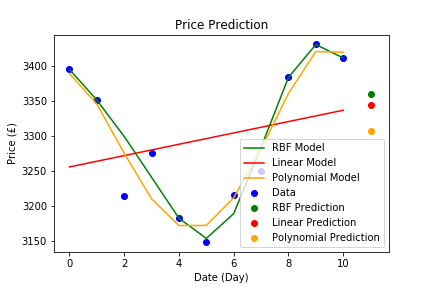 Price Prediction
3400
3350
3300
3250
3200
3150
Price (£)
0
2
4
6
8
10
Date (Day)
RBF Model
Linear Model
Polynomial Model
Data
RBF Prediction
Linear Prediction
Polynomial Prediction